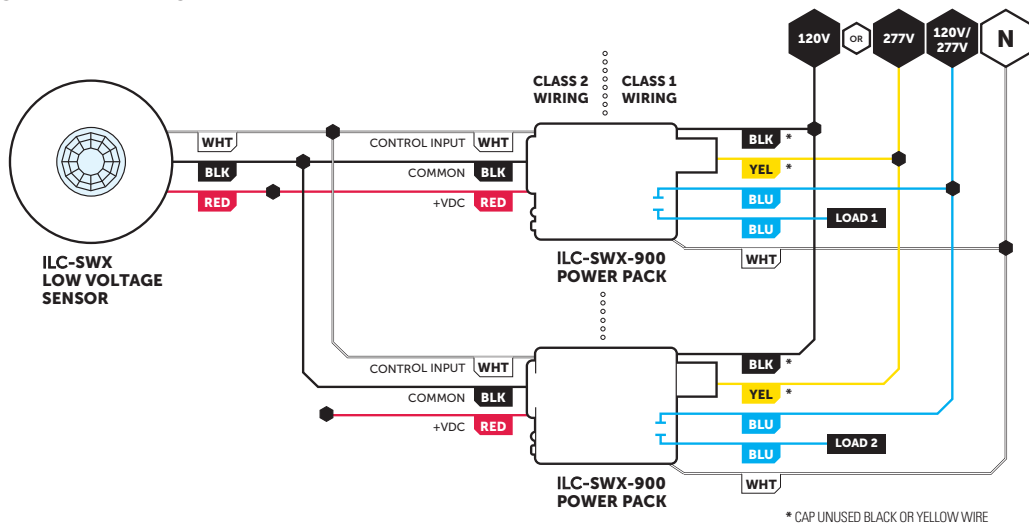 120V
OR
277V
120V/
277V
N
CLASS 2
WIRING
CLASS 1
WIRING
WHT
CONTROL INPUT WHT
BLK *
BLK
COMMON BLK
YEL *
RED
+VDC RED
BLU
BLU
LOAD 1
WHT
ILC-SWX
LOW VOLTAGE
SENSOR
ILC-SWX-900
POWER PACK
CONTROL INPUT WHT
BLK *
COMMON BLK
YEL *
+VDC RED
BLU
BLU
LOAD 2
WHT
ILC-SWX-900
POWER PACK
* CAP UNUSED BLACK OR YELLOW WIRE